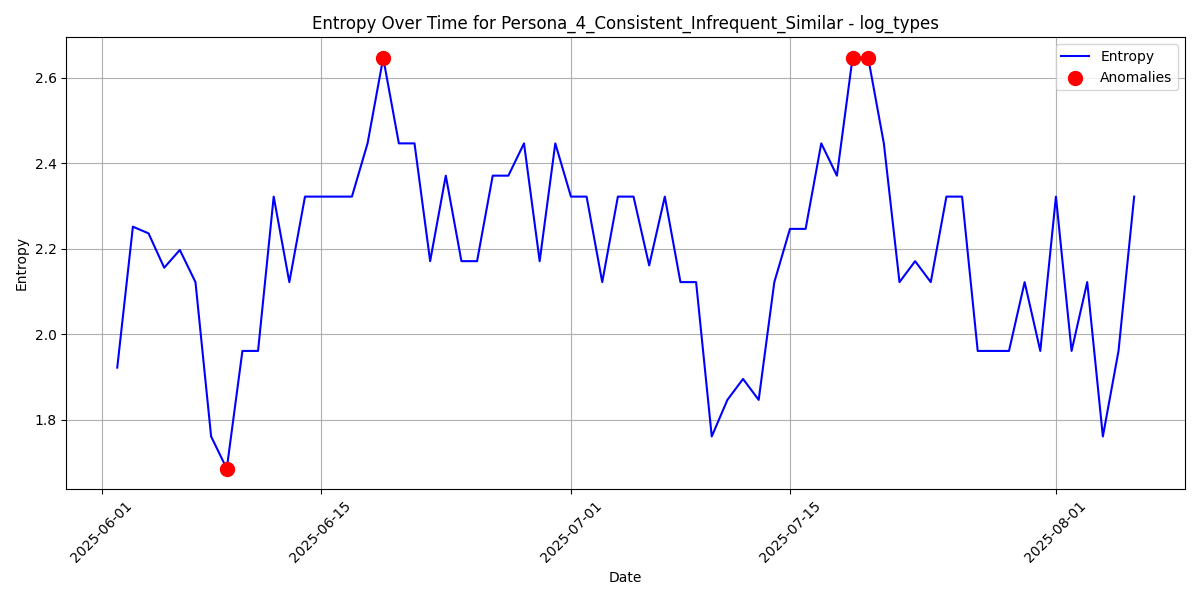 Entropy Over Time for Persona_4_Consistent_Infrequent_Similar - log_types
Entropy
Anomalies
2.6
2.4
2.2
2.0
1.8
Entropy
2025-06-01
2025-06-15
2025-07-01
2025-07-15
2025-08-01
Date